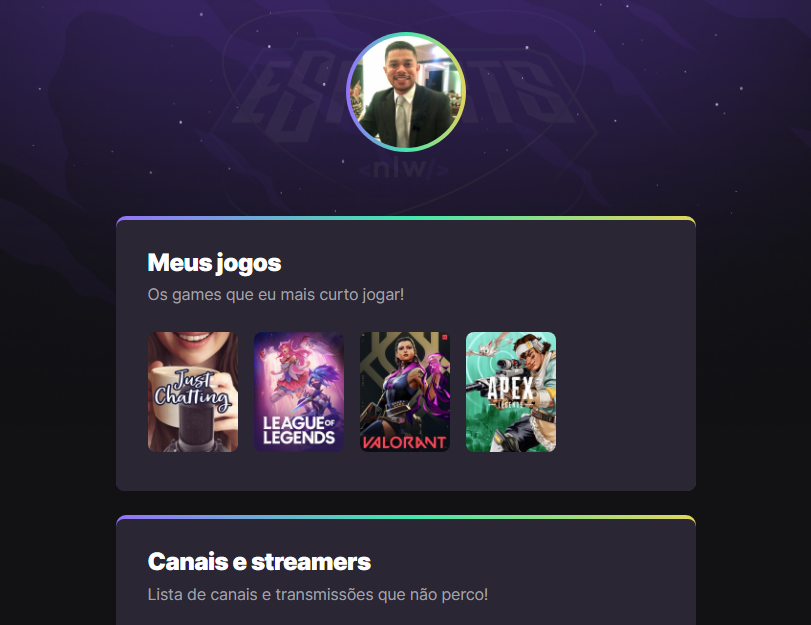 ESPORTS
<nlw/>
Meus jogos
Os games que eu mais curto jogar!
Just
Chatting
LEAGUE OF
LEGENDS
VALORANT
APEX
LEGENDS
Canais e streamers
Lista de canais e transmissões que não perco!